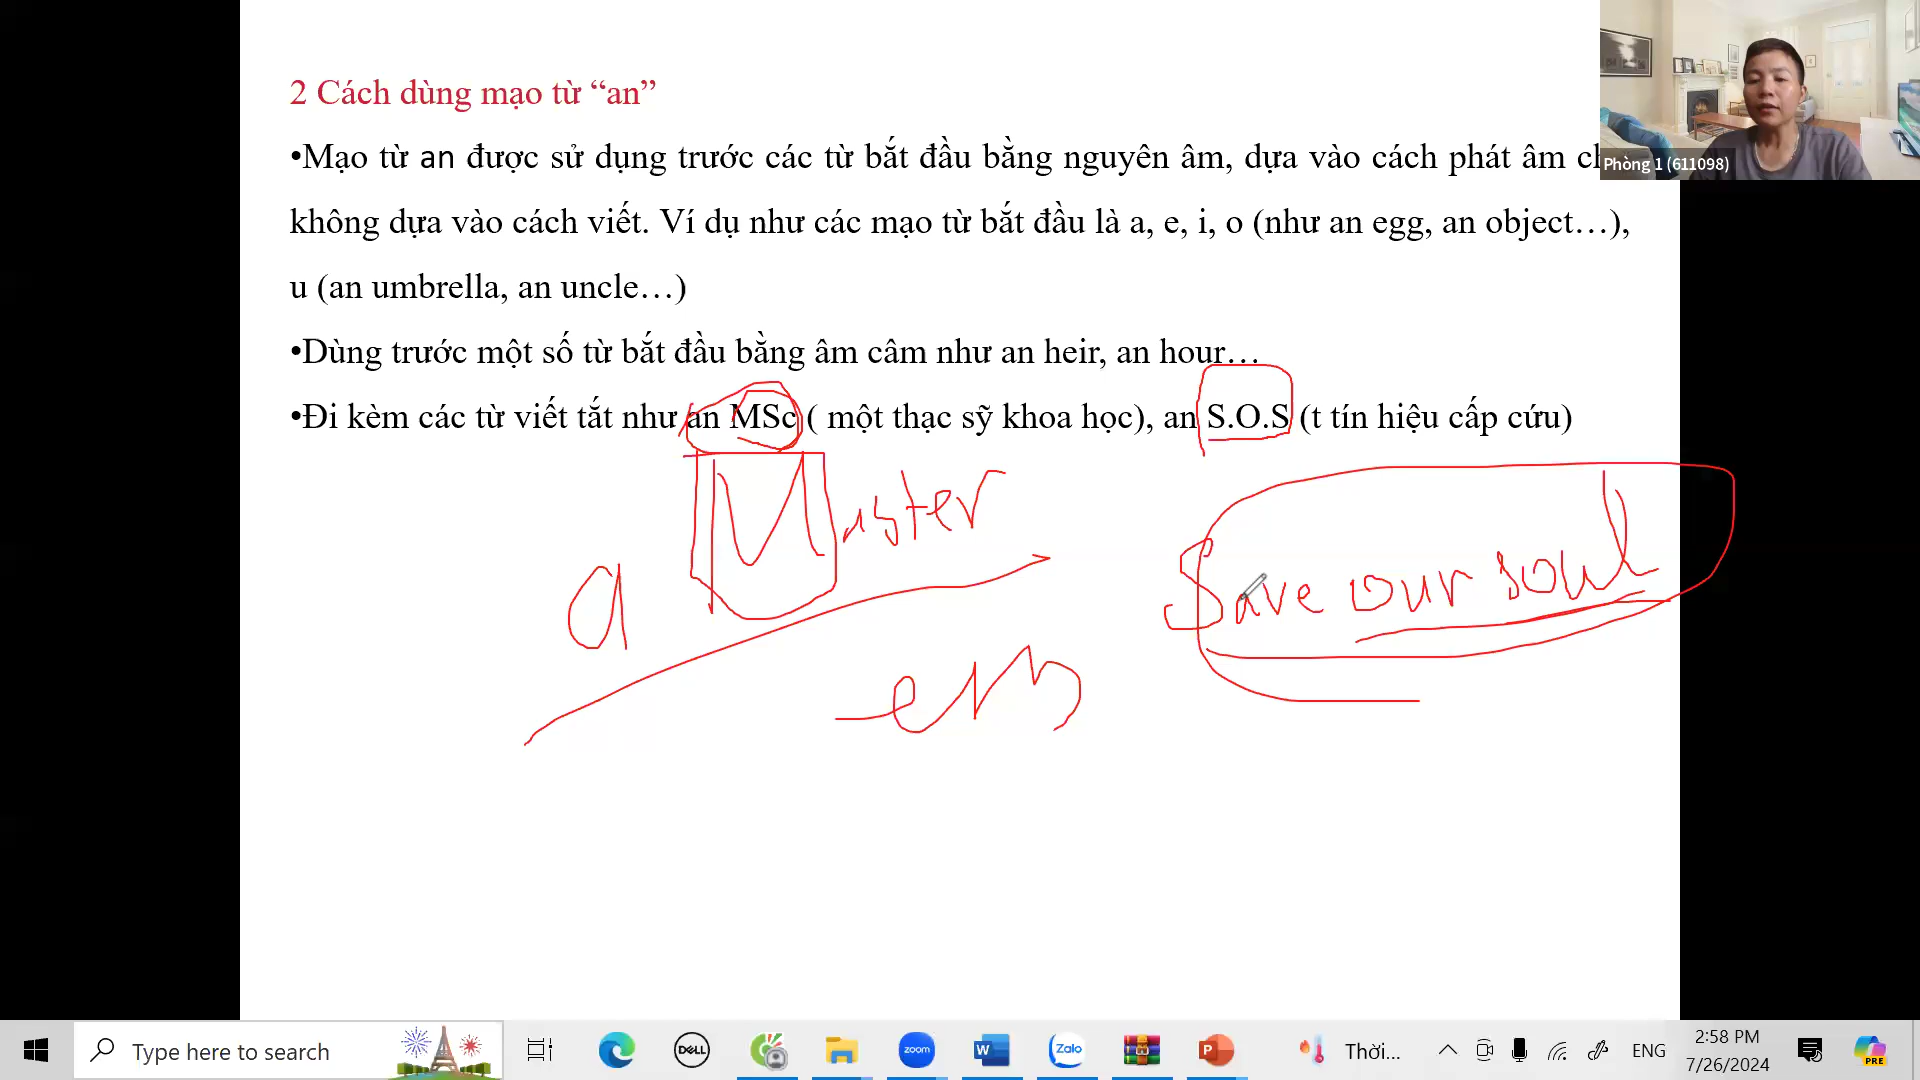 2 Cách dùng mạo từ “an”
•Mạo từ an được sử dụng trước các từ bắt đầu bằng nguyên âm, dựa vào cách phát âm
Phòng 1 (611098)
không dựa vào cách viết. Ví dụ như các mạo từ bắt đầu là a, e, i, o (như an egg, an object…),
u (an umbrella, an uncle…)
•Dùng trước một số từ bắt đầu bằng âm câm như an heir, an hour…
•Đi kèm các từ viết tắt như an MSc ( một thạc sỹ khoa học), an S.O.S (t tín hiệu cấp cứu)
a Master
Save our soul
em
Type here to search
DELL
zoom
W
Zalo
P
Thời...
ENG
2:58 PM
7/26/2024
PRE